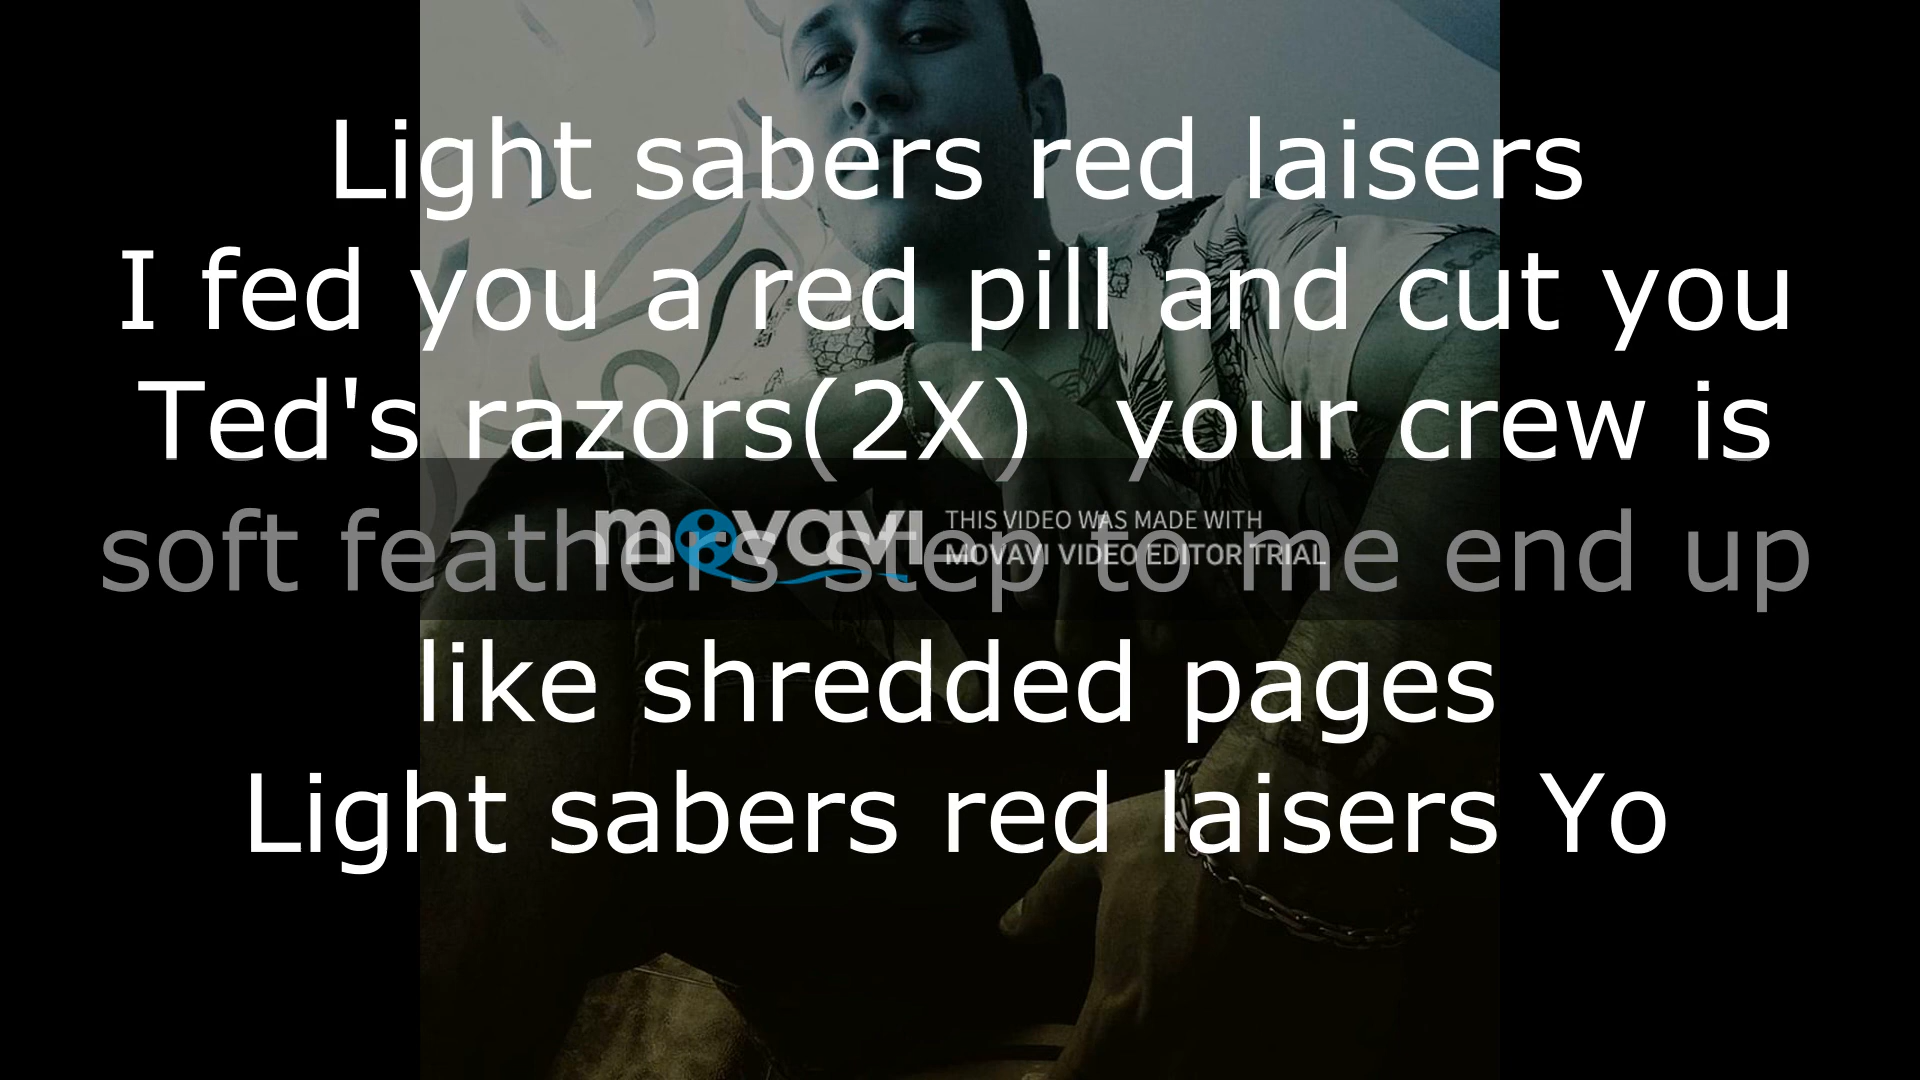 Light sabers red laisers
I fed you a red pill and cut you
Ted's razors(2X)  your crew is
soft feathers step to me end up
movavi
THIS VIDEO WAS MADE WITH
MOVAVI VIDEO EDITOR TRIAL
like shredded pages
Light sabers red laisers Yo